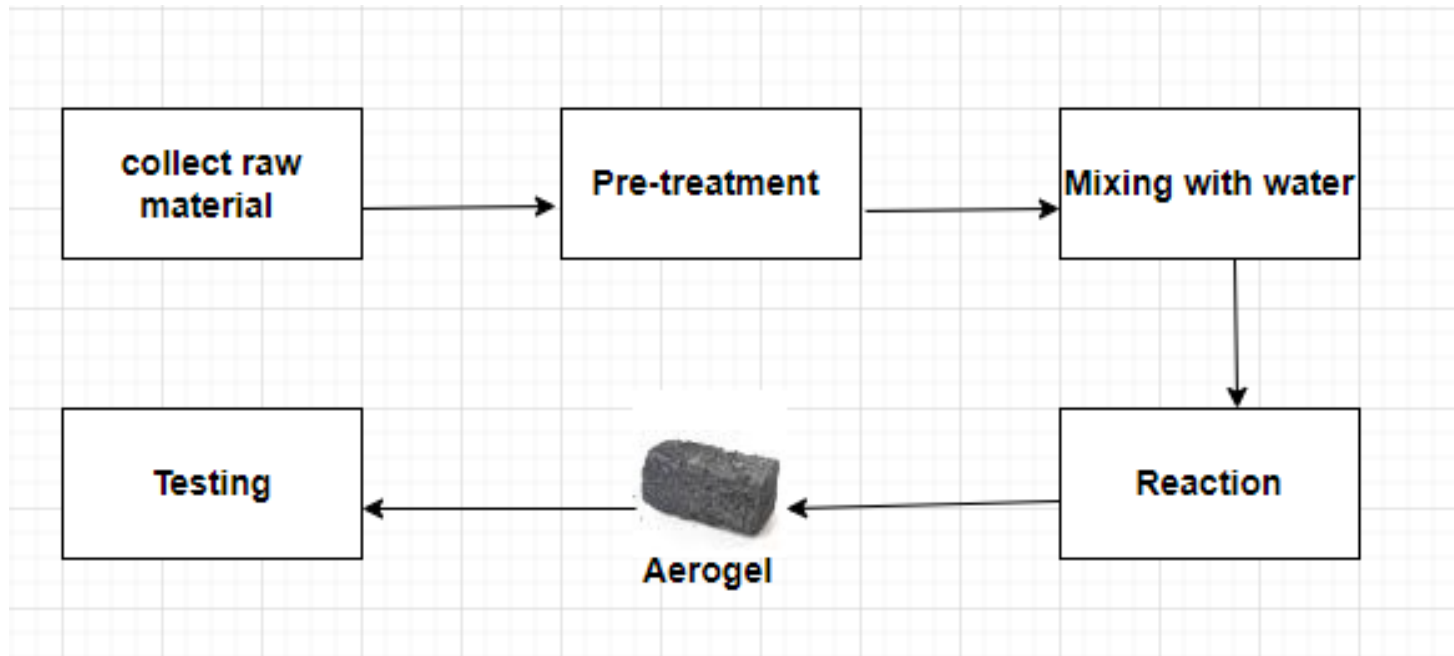 collect raw
material
Pre-treatment
Mixing with water
Reaction
Aerogel
Testing